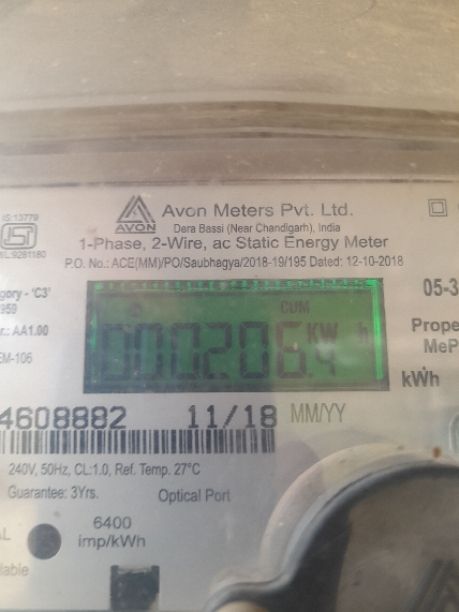 IS:13779
AVON
Avon Meters Pvt. Ltd.
Dera Bassi (Near Chandigarh), India
1-Phase, 2-Wire, ac Static Energy Meter
P.O. No.: ACE(MM)/PO/Saubhagya/2018-19/195 Dated: 12-10-2018
gory - 'C3'
959
r.: AA1.00
EM-106
CUM
000206.4 KW h
05-3
Prope
MeP
kWh
4608882 11/18 MM/YY
240V, 50Hz, CL:1.0, Ref. Temp. 27°C
Guarantee: 3Yrs. Optical Port
6400
imp/kWh